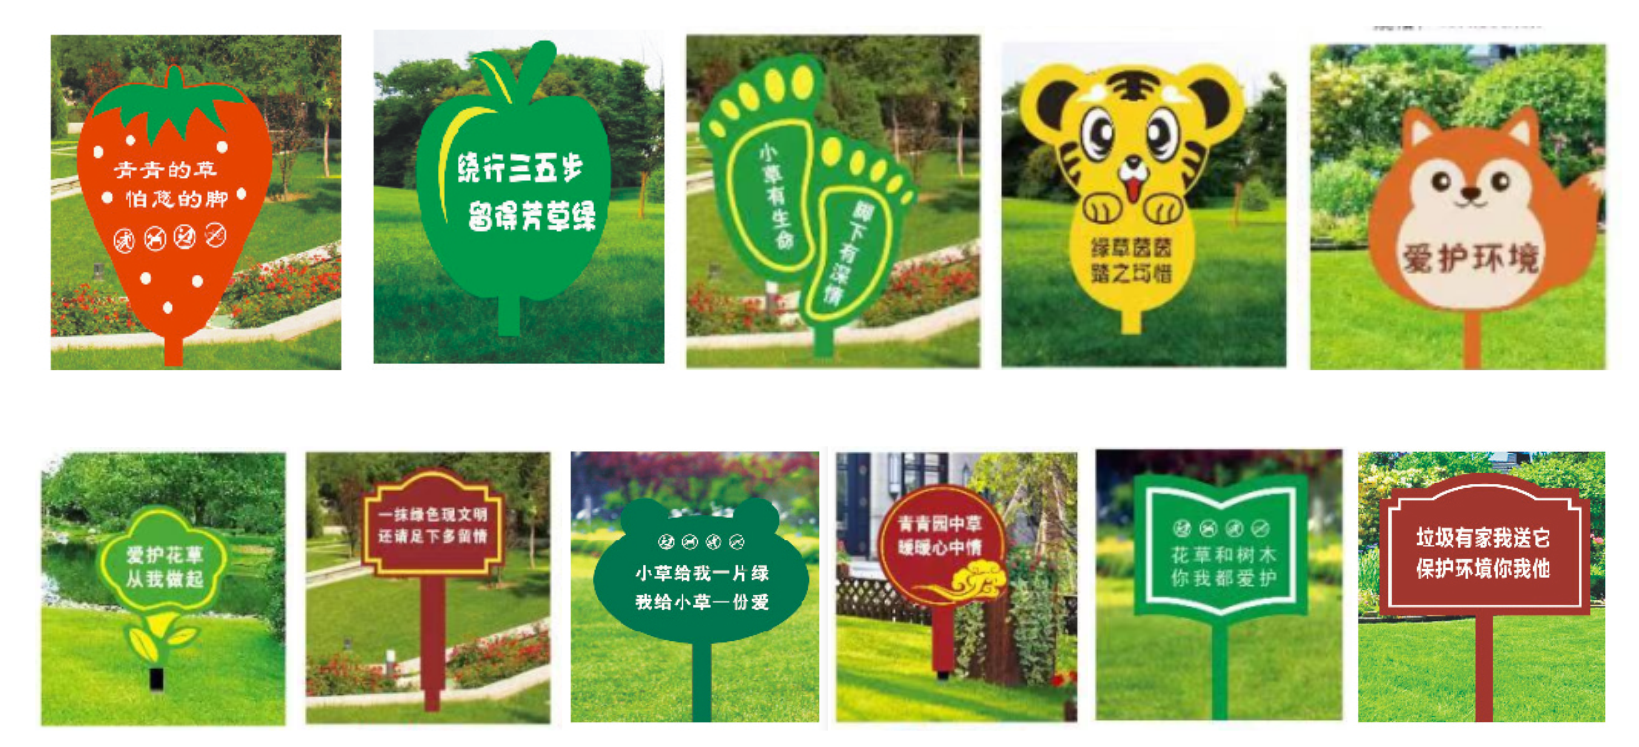 青青的草
怕您的脚
绕行三五步
留得芳草绿
小草有生命
脚下有深情
绿草茵茵
踏之可惜
爱护环境
爱护花草
从我做起
一抹绿色现文明
还请足下多留情
小草给我一片绿
我给小草一份爱
青青园中草
暖暖心中情
花草和树木
你我都爱护
垃圾有家我送它
保护环境你我他